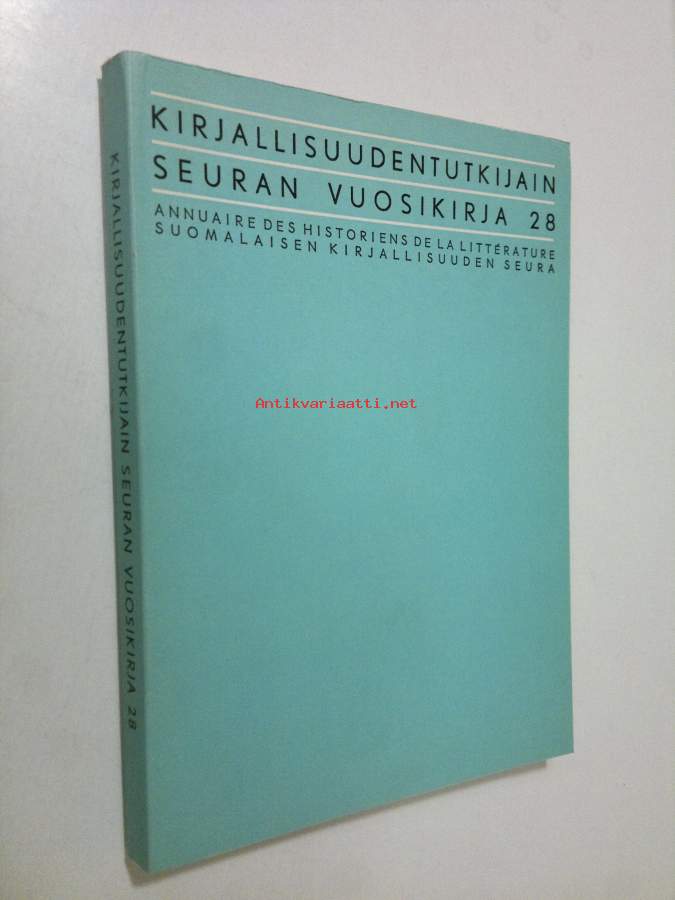 KIRJALLISUUDENTUTKIJAIN
SEURAN VUOSIKIRJA 28
ANNUAIRE DES HISTORIENS DE LA LITTÉRATURE
SUOMALAISEN KIRJALLISUUDEN SEURA
KIRJALLISUUDENTUTKIJAIN SEURAN VUOSIKIRJA 28
Antikvariaatti.net